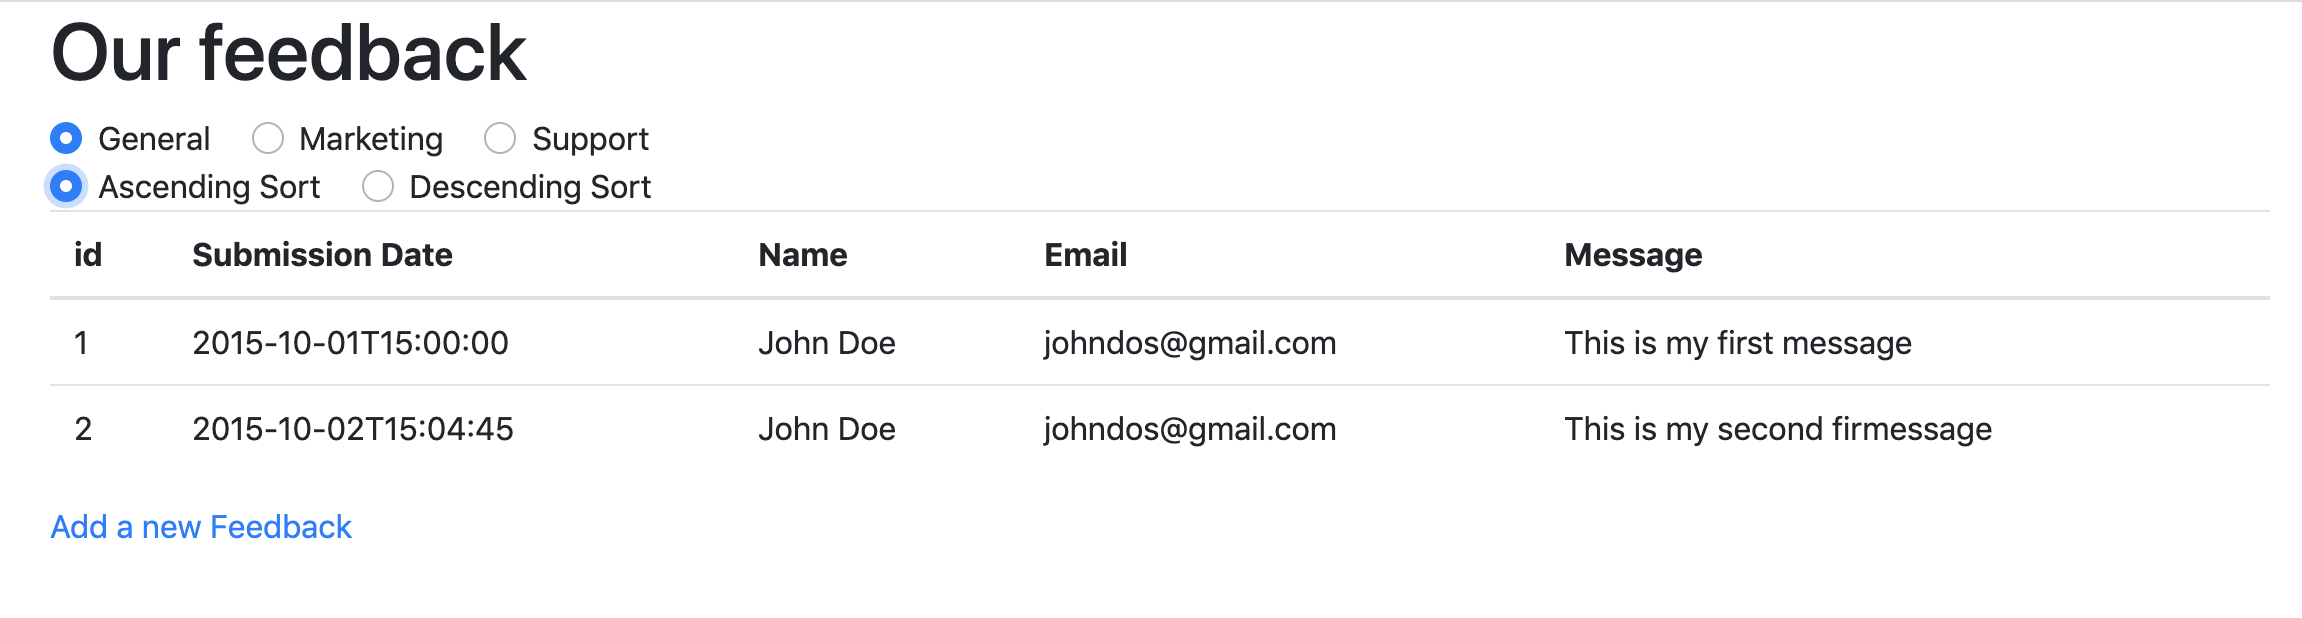 Our feedback
General Marketing Support
Ascending Sort Descending Sort
id Submission Date Name Email Message
1 2015-10-01T15:00:00 John Doe johndos@gmail.com This is my first message
2 2015-10-02T15:04:45 John Doe johndos@gmail.com This is my second firmessage
Add a new Feedback